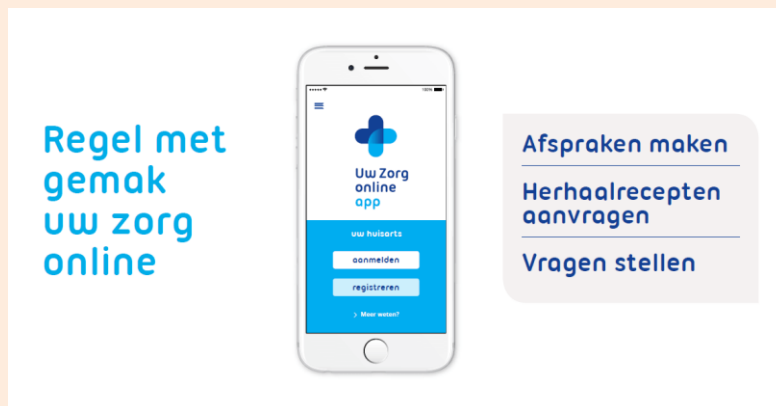 Regel met
gemak
uw zorg
online
100%
Uw Zorg
online
app
uw huisarts
aanmelden
registreren
> Meer weten?
Afspraken maken
Herhaalrecepten
aanvragen
Vragen stellen